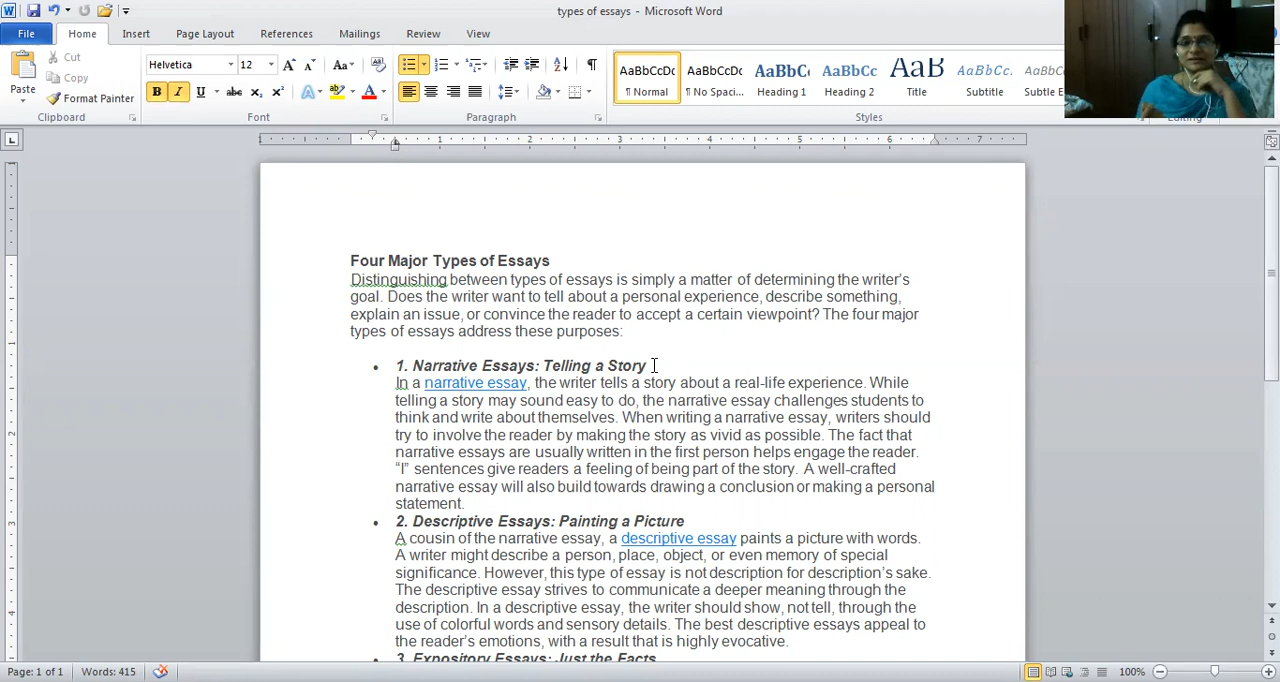 types of essays - Microsoft Word
File Home Insert Page Layout References Mailings Review View
Paste
Cut
Copy
Format Painter
Clipboard
Helvetica 12
Font
Paragraph
AaBbCcDc AaBbCcDc AaBbC AaBbCc AaB AaBbCc. AaBbCc
¶ Normal ¶ No Spaci... Heading 1 Heading 2 Title Subtitle Subtle E
Styles
Editing
Four Major Types of Essays
Distinguishing between types of essays is simply a matter of determining the writer's
goal. Does the writer want to tell about a personal experience, describe something,
explain an issue, or convince the reader to accept a certain viewpoint? The four major
types of essays address these purposes:
• 1. Narrative Essays: Telling a Story
In a narrative essay, the writer tells a story about a real-life experience. While
telling a story may sound easy to do, the narrative essay challenges students to
think and write about themselves. When writing a narrative essay, writers should
try to involve the reader by making the story as vivid as possible. The fact that
narrative essays are usually written in the first person helps engage the reader.
“I” sentences give readers a feeling of being part of the story. A well-crafted
narrative essay will also build towards drawing a conclusion or making a personal
statement.
• 2. Descriptive Essays: Painting a Picture
A cousin of the narrative essay, a descriptive essay paints a picture with words.
A writer might describe a person, place, object, or even memory of special
significance. However, this type of essay is not description for description's sake.
The descriptive essay strives to communicate a deeper meaning through the
description. In a descriptive essay, the writer should show, not tell, through the
use of colorful words and sensory details. The best descriptive essays appeal to
the reader's emotions, with a result that is highly evocative.
• 3. Expository Essays: Just the Facts
Page: 1 of 1 Words: 415 100%